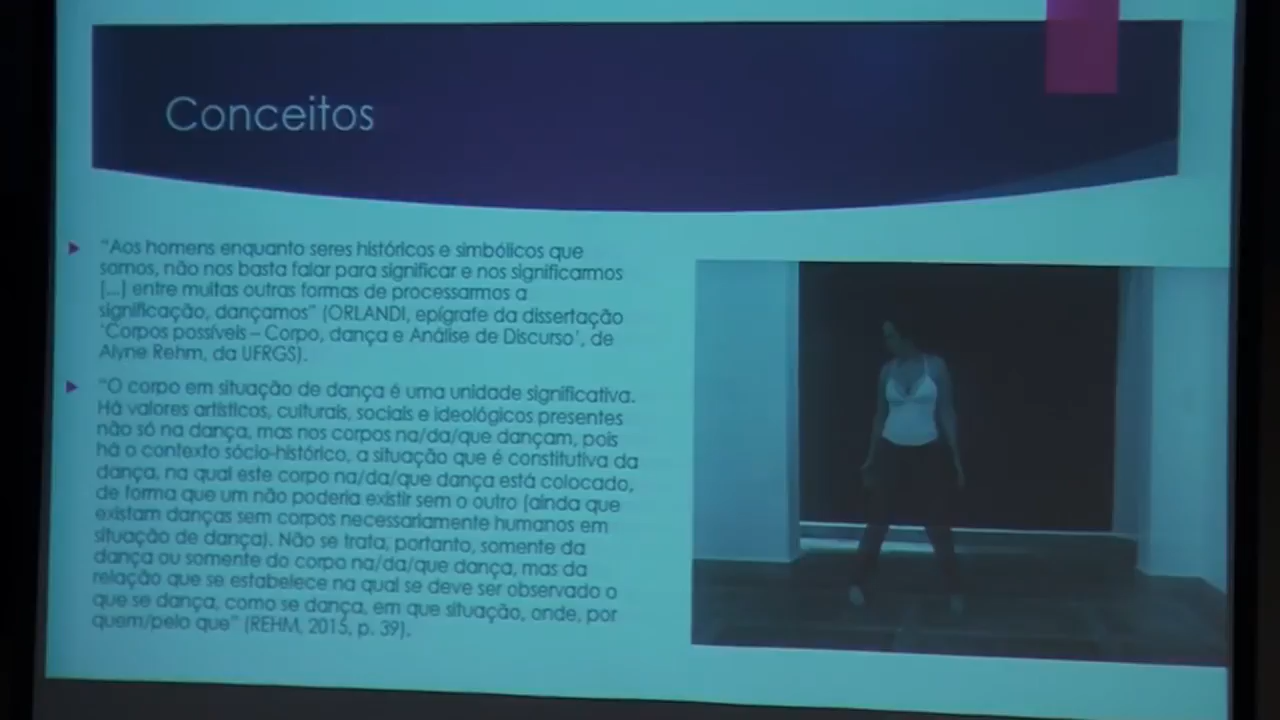 Conceitos
“Aos homens enquanto seres históricos e simbólicos que
somos, não nos basta falar para significar e nos significarmos
[...] entre muitas outras formas de processarmos a
significação, dançamos” (ORLANDI, epígrafe da dissertação
‘Corpos possíveis – Corpo, dança e Análise de Discurso’, de
Alyne Rehm, da UFRGS).
“O corpo em situação de dança é uma unidade significativa.
Há valores artísticos, culturais, sociais e ideológicos presentes
não só na dança, mas nos corpos na/da/que dançam, pois
há o contexto sócio-histórico, a situação que é constitutiva da
dança, na qual este corpo na/da/que dança está colocado,
de forma que um não poderia existir sem o outro (ainda que
existam danças sem corpos necessariamente humanos em
situação de dança). Não se trata, portanto, somente da
dança ou somente do corpo na/da/que dança, mas da
relação que se estabelece na qual se deve ser observado o
que se dança, como se dança, em que situação, onde, por
quem/pelo que” (REHM, 2015, p. 39).